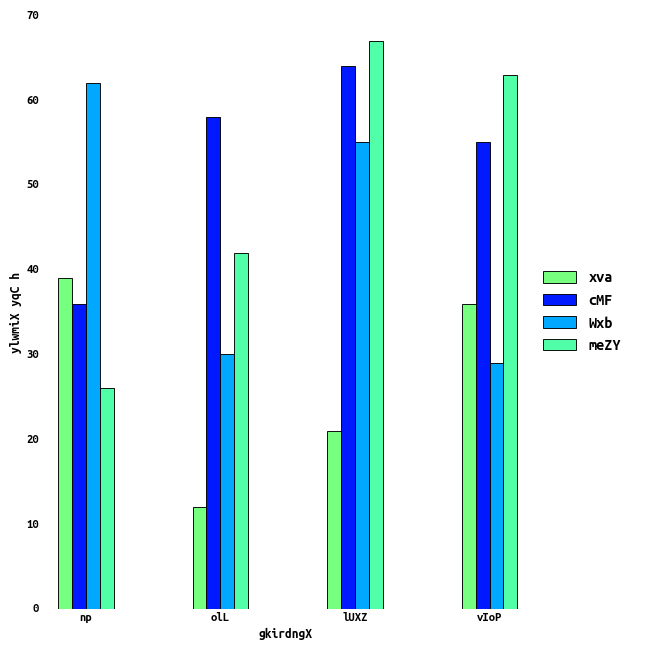 70
60
50
40
30
20
10
0
ylwmiX yqC h
np
olL
lUXZ
vIoP
gkirdngX
xva
cMF
Wxb
meZY